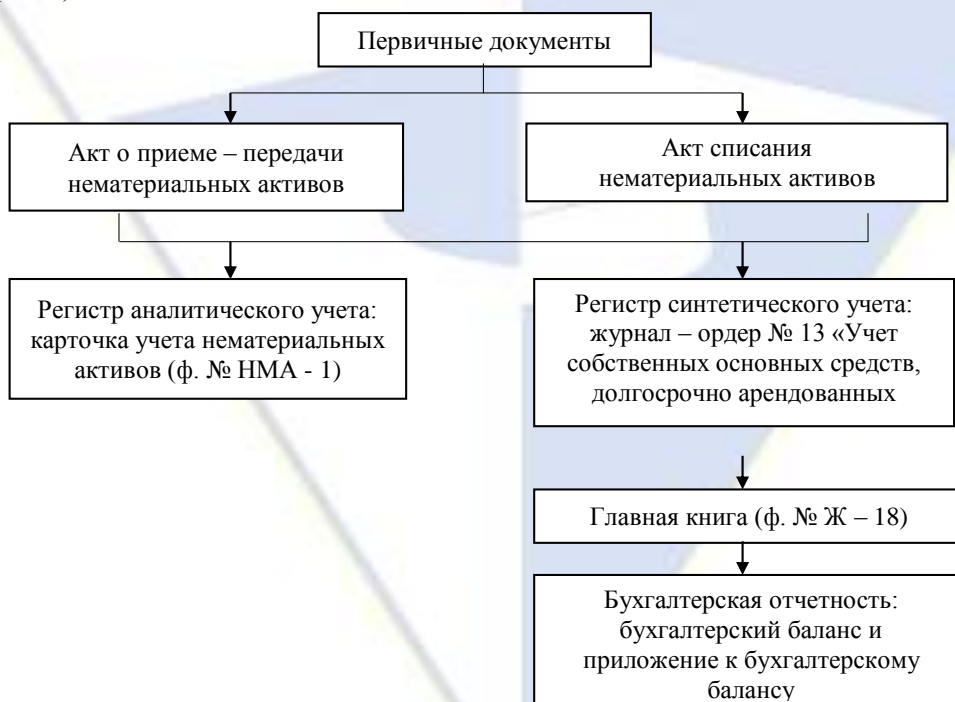 Первичные документы
Акт о приеме – передачи
нематериальных активов
Акт списания
нематериальных активов
Регистр аналитического учета:
карточка учета нематериальных
активов (ф. № НМА - 1)
Регистр синтетического учета:
журнал – ордер № 13 «Учет
собственных основных средств,
долгосрочно арендованных
Главная книга (ф. № Ж – 18)
Бухгалтерская отчетность:
бухгалтерский баланс и
приложение к бухгалтерскому
балансу